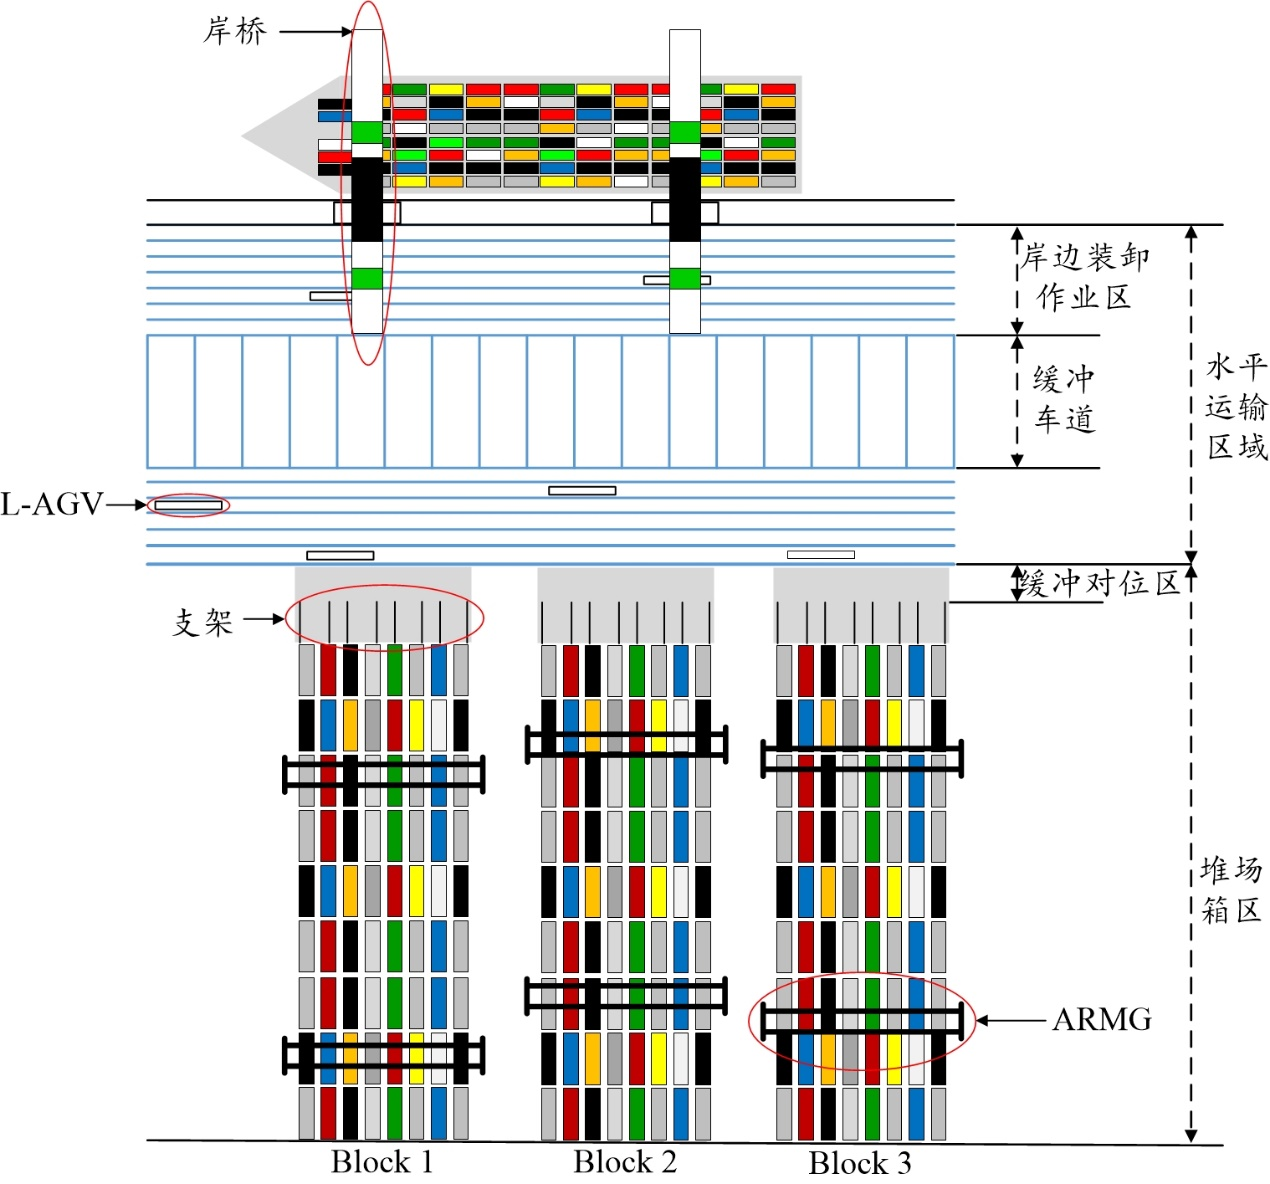 岸桥
岸边装卸
作业区
缓冲
车道
水平
运输
区域
L-AGV
缓冲对位区
支架
堆场
箱区
ARMG
Block 1
Block 2
Block 3